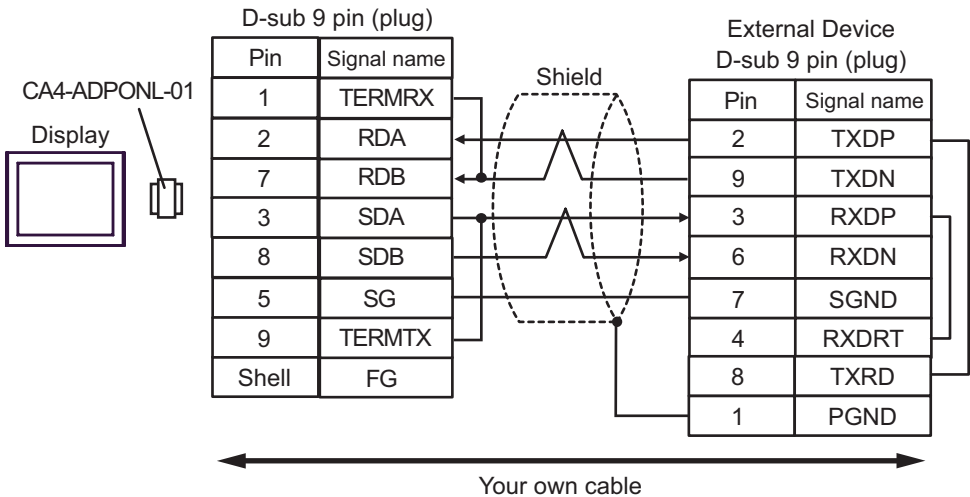 D-sub 9 pin (plug)
External Device
D-sub 9 pin (plug)
CA4-ADPONL-01
Display
Shield
Pin Signal name
1 TERMRX
2 RDA
7 RDB
3 SDA
8 SDB
5 SG
9 TERMTX
Shell FG
Pin Signal name
2 TXDP
9 TXDN
3 RXDP
6 RXDN
7 SGND
4 RXDRT
8 TXRD
1 PGND
Your own cable